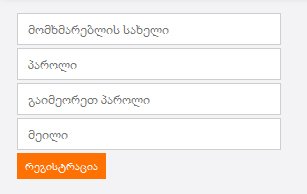 მომხმარებლის სახელი
პაროლი
გაიმეორეთ პაროლი
მეილი
რეგისტრაცია